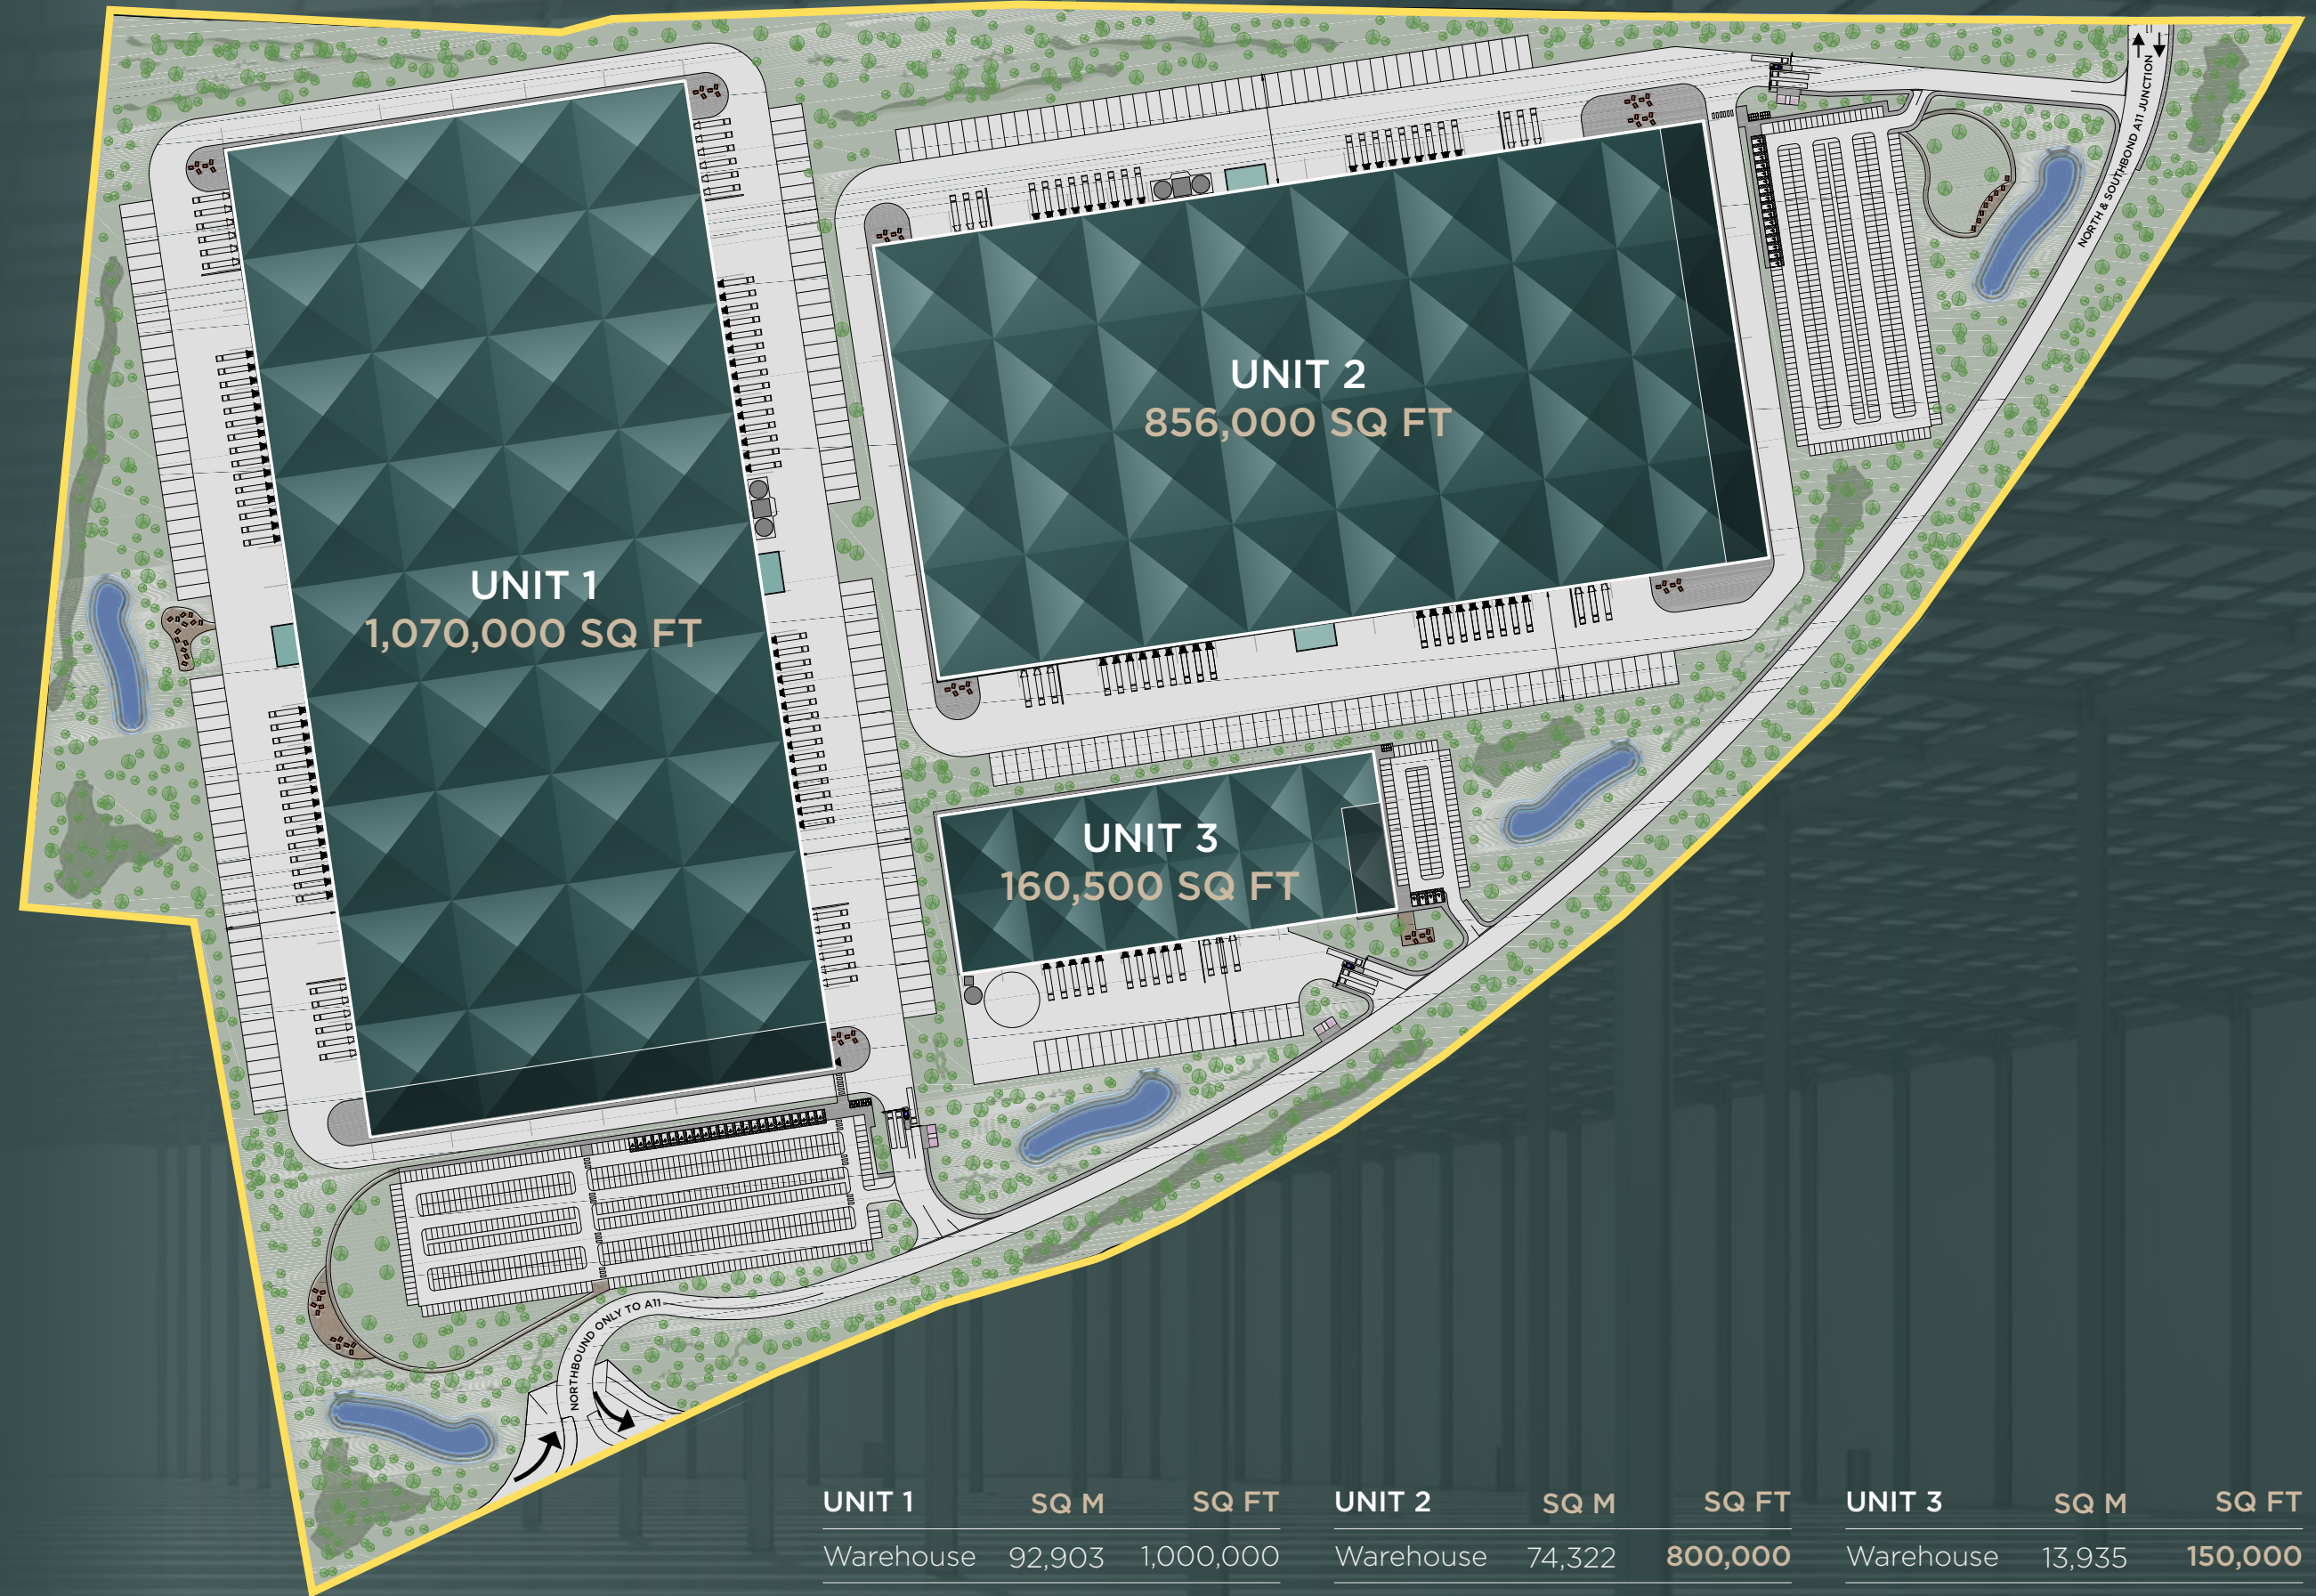 NORTH & SOUTHBOND A11 JUNCTION
UNIT 1
1,070,000 SQ FT
UNIT 2
856,000 SQ FT
UNIT 3
160,500 SQ FT
NORTHBOUND ONLY TO A11
UNIT 1 SQ M SQ FT
Warehouse 92,903 1,000,000
UNIT 2 SQ M SQ FT
Warehouse 74,322 800,000
UNIT 3 SQ M SQ FT
Warehouse 13,935 150,000